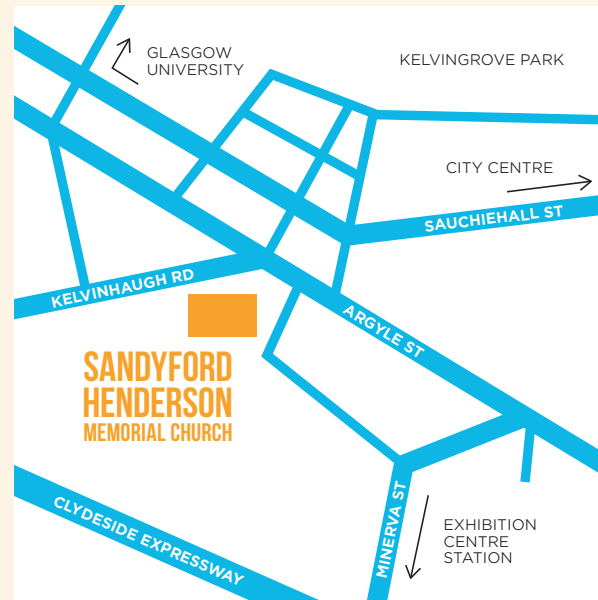 GLASGOW
UNIVERSITY
KELVINGROVE PARK
CITY CENTRE
SAUCHIEHALL ST
KELVINHAUGH RD
ARGYLE ST
SANDYFORD
HENDERSON
MEMORIAL CHURCH
CLYDESIDE EXPRESSWAY
MINERVA ST
EXHIBITION
CENTRE
STATION